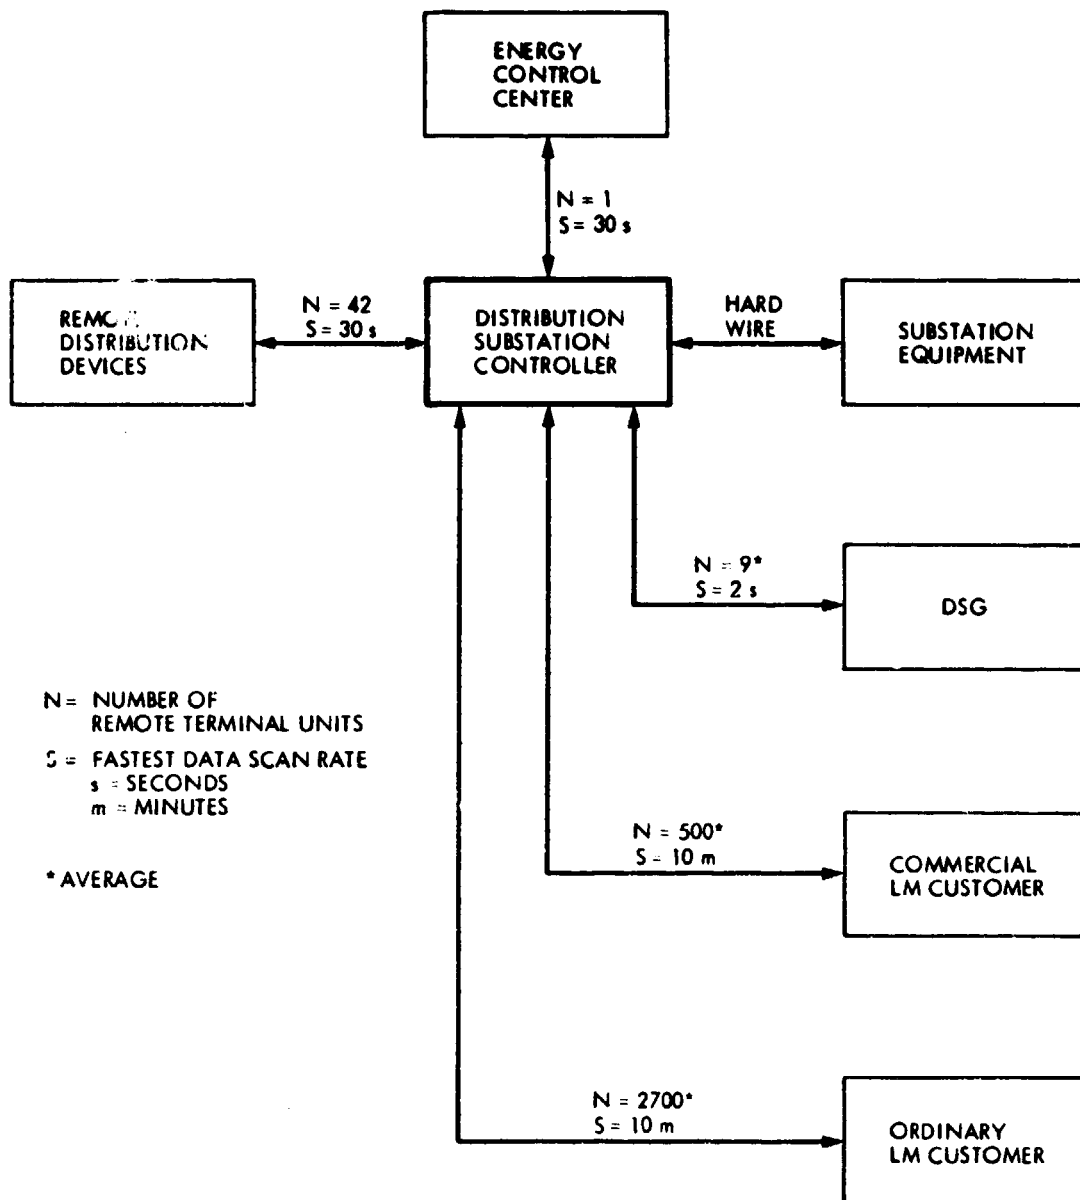 ENERGY
CONTROL
CENTER
N = 1
S = 30 s
DISTRIBUTION
DEVICES
N = 42
S = 30 s
DISTRIBUTION
SUBSTATION
CONTROLLER
HARD
WIRE
SUBSTATION
EQUIPMENT
N = 9*
S = 2 s
DSG
N = NUMBER OF
REMOTE TERMINAL UNITS
S = FASTEST DATA SCAN RATE
s = SECONDS
m = MINUTES
* AVERAGE
N = 500*
S = 10 m
COMMERCIAL
LM CUSTOMER
N = 2700*
S = 10 m
ORDINARY
LM CUSTOMER